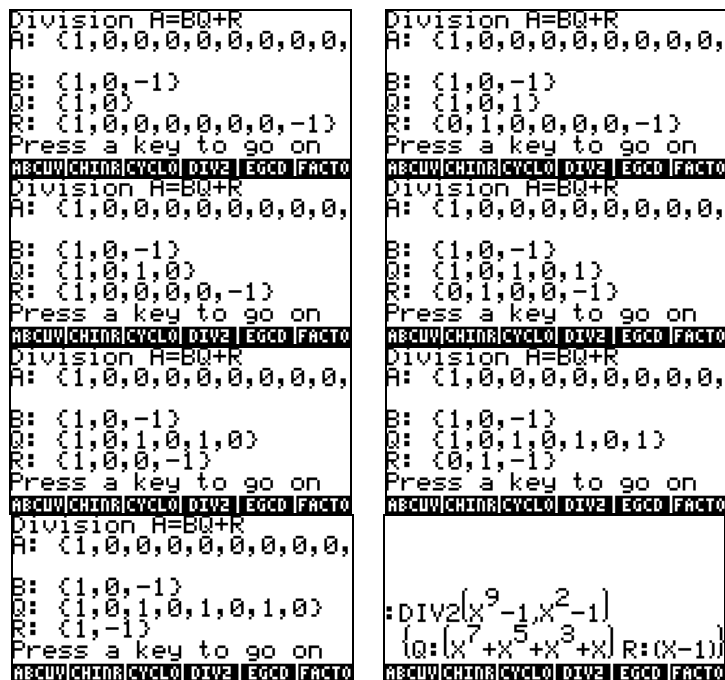 Division A=BQ+R
A: {1,0,0,0,0,0,0,0,0,
B: {1,0,-1}
Q: {1,0}
R: {1,0,0,0,0,0,0,-1}
Press a key to go on
ABCUV CHINR CYCLO DIV2 EGCD FACTO
Division A=BQ+R
A: {1,0,0,0,0,0,0,0,0,
B: {1,0,-1}
Q: {1,0,1}
R: {0,1,0,0,0,0,-1}
Press a key to go on
ABCUV CHINR CYCLO DIV2 EGCD FACTO
Division A=BQ+R
A: {1,0,0,0,0,0,0,0,0,
B: {1,0,-1}
Q: {1,0,1,0}
R: {1,0,0,0,0,-1}
Press a key to go on
ABCUV CHINR CYCLO DIV2 EGCD FACTO
Division A=BQ+R
A: {1,0,0,0,0,0,0,0,0,
B: {1,0,-1}
Q: {1,0,1,0,1}
R: {0,1,0,0,-1}
Press a key to go on
ABCUV CHINR CYCLO DIV2 EGCD FACTO
Division A=BQ+R
A: {1,0,0,0,0,0,0,0,0,
B: {1,0,-1}
Q: {1,0,1,0,1,0}
R: {1,0,0,-1}
Press a key to go on
ABCUV CHINR CYCLO DIV2 EGCD FACTO
Division A=BQ+R
A: {1,0,0,0,0,0,0,0,0,
B: {1,0,-1}
Q: {1,0,1,0,1,0,1}
R: {0,1,-1}
Press a key to go on
ABCUV CHINR CYCLO DIV2 EGCD FACTO
Division A=BQ+R
A: {1,0,0,0,0,0,0,0,0,
B: {1,0,-1}
Q: {1,0,1,0,1,0,1,0}
R: {1,-1}
Press a key to go on
ABCUV CHINR CYCLO DIV2 EGCD FACTO
:DIV2(X⁹-1,X²-1)
{Q:(X⁷+X⁵+X³+X) R:(X-1)}
ABCUV CHINR CYCLO DIV2 EGCD FACTO